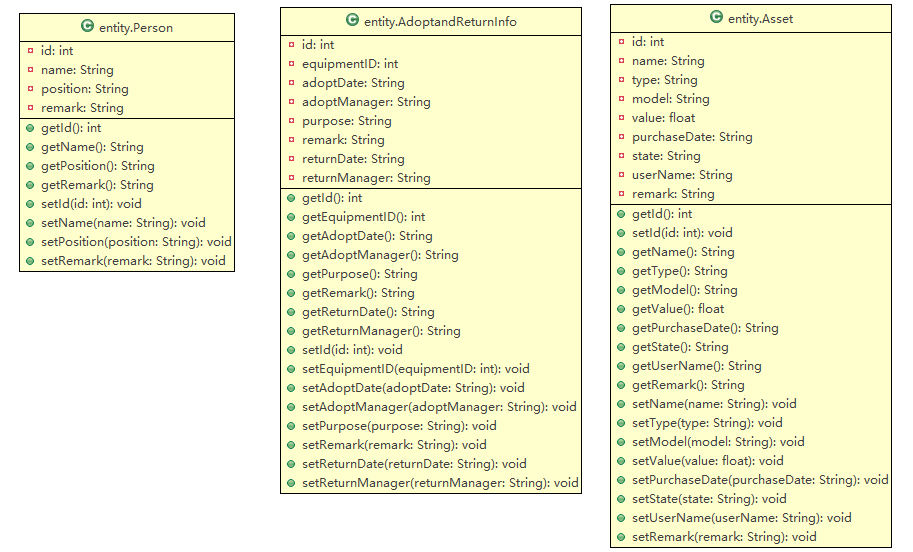 C entity.Person
id: int
name: String
position: String
remark: String
getId(): int
getName(): String
getPosition(): String
getRemark(): String
setId(id: int): void
setName(name: String): void
setPosition(position: String): void
setRemark(remark: String): void
C entity.AdoptandReturnInfo
id: int
equipmentID: int
adoptDate: String
adoptManager: String
purpose: String
remark: String
returnDate: String
returnManager: String
getId(): int
getEquipmentID(): int
getAdoptDate(): String
getAdoptManager(): String
getPurpose(): String
getRemark(): String
getReturnDate(): String
getReturnManager(): String
setId(id: int): void
setEquipmentID(equipmentID: int): void
setAdoptDate(adoptDate: String): void
setAdoptManager(adoptManager: String): void
setPurpose(purpose: String): void
setRemark(remark: String): void
setReturnDate(returnDate: String): void
setReturnManager(returnManager: String): void
C entity.Asset
id: int
name: String
type: String
model: String
value: float
purchaseDate: String
state: String
userName: String
remark: String
getId(): int
setId(id: int): void
getName(): String
getType(): String
getModel(): String
getValue(): float
getPurchaseDate(): String
getState(): String
getUserName(): String
getRemark(): String
setName(name: String): void
setType(type: String): void
setModel(model: String): void
setValue(value: float): void
setPurchaseDate(purchaseDate: String): void
setState(state: String): void
setUserName(userName: String): void
setRemark(remark: String): void